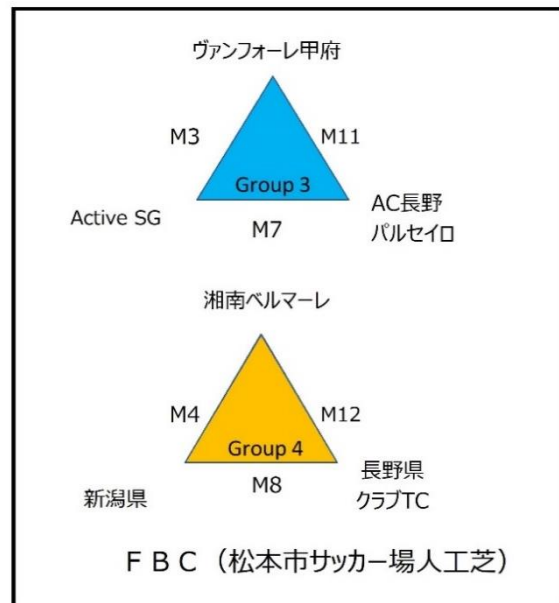 ヴァンフォーレ甲府
M3
M11
Group 3
Active SG
M7
AC長野
パルセイロ
湘南ベルマーレ
M4
M12
Group 4
新潟県
M8
長野県
クラブTC
ＦＢＣ（松本市サッカー場人工芝）